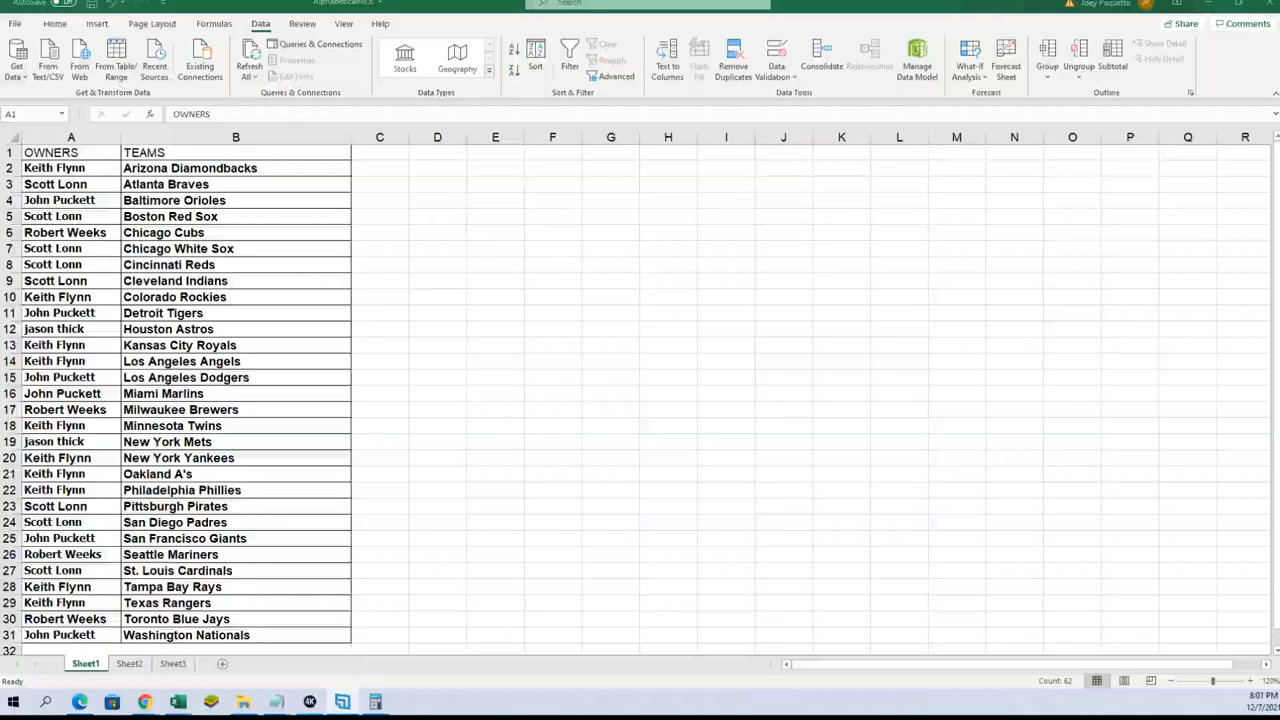 AutoSave Off
Search
Joey Paquette
File Home Insert Page Layout Formulas Data Review View Help
Share Comments
Get Data
From Text/CSV
From Web
From Table/ Range
Recent Sources
Existing Connections
Get & Transform Data
Refresh All
Queries & Connections
Properties
Edit Links
Queries & Connections
Stocks
Geography
Data Types
Sort
Filter
Clear
Reapply
Advanced
Sort & Filter
Text to Columns
Flash Fill
Remove Duplicates
Data Validation
Consolidate
Relationships
Manage Data Model
Data Tools
What-If Analysis
Forecast Sheet
Forecast
Group
Ungroup
Subtotal
Show Detail
Hide Detail
Outline
A1 fx OWNERS
A B C D E F G H I J K L M N O P Q R
1 OWNERS TEAMS
2 Keith Flynn Arizona Diamondbacks
3 Scott Lonn Atlanta Braves
4 John Puckett Baltimore Orioles
5 Scott Lonn Boston Red Sox
6 Robert Weeks Chicago Cubs
7 Scott Lonn Chicago White Sox
8 Scott Lonn Cincinnati Reds
9 Scott Lonn Cleveland Indians
10 Keith Flynn Colorado Rockies
11 John Puckett Detroit Tigers
12 jason thick Houston Astros
13 Keith Flynn Kansas City Royals
14 Keith Flynn Los Angeles Angels
15 John Puckett Los Angeles Dodgers
16 John Puckett Miami Marlins
17 Robert Weeks Milwaukee Brewers
18 Keith Flynn Minnesota Twins
19 jason thick New York Mets
20 Keith Flynn New York Yankees
21 Keith Flynn Oakland A's
22 Keith Flynn Philadelphia Phillies
23 Scott Lonn Pittsburgh Pirates
24 Scott Lonn San Diego Padres
25 John Puckett San Francisco Giants
26 Robert Weeks Seattle Mariners
27 Scott Lonn St. Louis Cardinals
28 Keith Flynn Tampa Bay Rays
29 Keith Flynn Texas Rangers
30 Robert Weeks Toronto Blue Jays
31 John Puckett Washington Nationals
32
Sheet1 Sheet2 Sheet3
Ready Count: 62 120%
4K
8:01 PM
12/7/2021